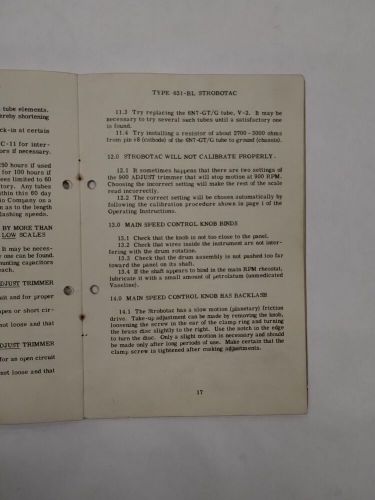 tube elements.
ereby shortening
ck-in at certain
C-11 for inter-
ors if necessary.
250 hours if used
for 100 hours if
ees limited to 60
tory. Any tubes
ithin this 60 day
io Company on a
n as to the length
lashing speeds.
BY MORE THAN
LOW SCALES
It may be neces-
y one can be found.
nting capacitors
each.
DJUST TRIMMER
uit and for proper
pes or short cir-
not loose and that
DJUST TRIMMER
for an open circuit
not loose and that
TYPE 631-BL STROBOTAC
11.3 Try replacing the 6N7-GT/G tube, V-2. It may be
necessary to try several such tubes until a satisfactory one
is found.
11.4 Try installing a resistor of about 2700-3000 ohms
from pin #8 (cathode) of the 6N7-GT/G tube to ground (chassis).
12.0 STROBOTAC WILL NOT CALIBRATE PROPERLY.
12.1 It sometimes happens that there are two settings of
the 900 ADJUST trimmer that will stop motion at 900 RPM.
Choosing the incorrect setting will make the rest of the scale
read incorrectly.
12.2 The correct setting will be chosen automatically by
following the calibration procedure shown in page 1 of the
Operating Instructions.
13.0 MAIN SPEED CONTROL KNOB BINDS
13.1 Check that the knob is not too close to the panel.
13.2 Check that wires inside the instrument are not inter-
fering with the drum rotation.
13.3 Check that the drum assembly is not pushed too far
toward the panel on its shaft.
13.4 If the shaft appears to bind in the main RPM rheostat,
lubricate it with a small amount of petrolatum (unmedicated
Vaseline).
14.0 MAIN SPEED CONTROL KNOB HAS BACKLASH
14.1 The Strobotac has a slow motion (planetary) friction
drive. Take-up adjustment can be made by removing the knob,
loosening the screw in the ear of the clamp ring and turning
the brass disc slightly to the right. Use the notch in the edge
to turn the disc. Only a slight motion is necessary and should
be made only after long periods of use. Make certain that the
clamp screw is tightened after making adjustments.
17